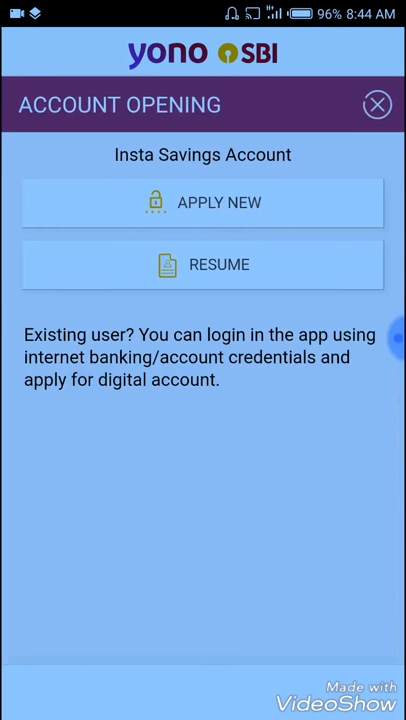 96% 8:44 AM
yono SBI
ACCOUNT OPENING
Insta Savings Account
APPLY NEW
RESUME
Existing user? You can login in the app using
internet banking/account credentials and
apply for digital account.
Made with
VideoShow